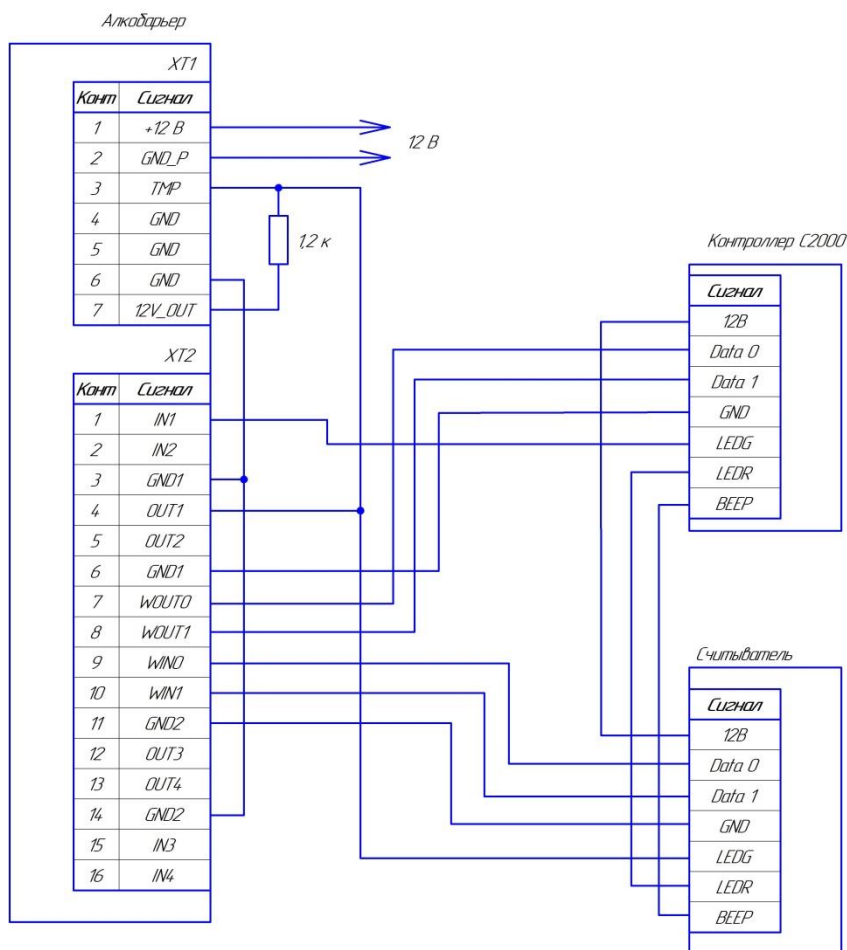 Алкобарьер
XT1
Конт Сигнал
1 +12 В
2 GND_P
3 TMP
4 GND
5 GND
6 GND
7 12V_OUT
12 В
1,2 к
XT2
Конт Сигнал
1 IN1
2 IN2
3 GND1
4 OUT1
5 OUT2
6 GND1
7 WOUT0
8 WOUT1
9 WIN0
10 WIN1
11 GND2
12 OUT3
13 OUT4
14 GND2
15 IN3
16 IN4
Контроллер С2000
Сигнал
12В
Data 0
Data 1
GND
LEDG
LEDR
BEEP
Считыватель
Сигнал
12В
Data 0
Data 1
GND
LEDG
LEDR
BEEP